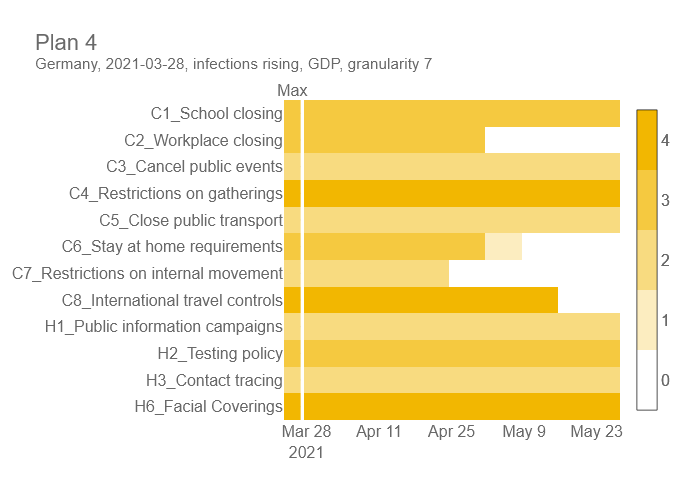 Plan 4
Germany, 2021-03-28, infections rising, GDP, granularity 7
Max
C1_School closing
C2_Workplace closing
C3_Cancel public events
C4_Restrictions on gatherings
C5_Close public transport
C6_Stay at home requirements
C7_Restrictions on internal movement
C8_International travel controls
H1_Public information campaigns
H2_Testing policy
H3_Contact tracing
H6_Facial Coverings
4
3
2
1
0
Mar 28 Apr 11 Apr 25 May 9 May 23
2021